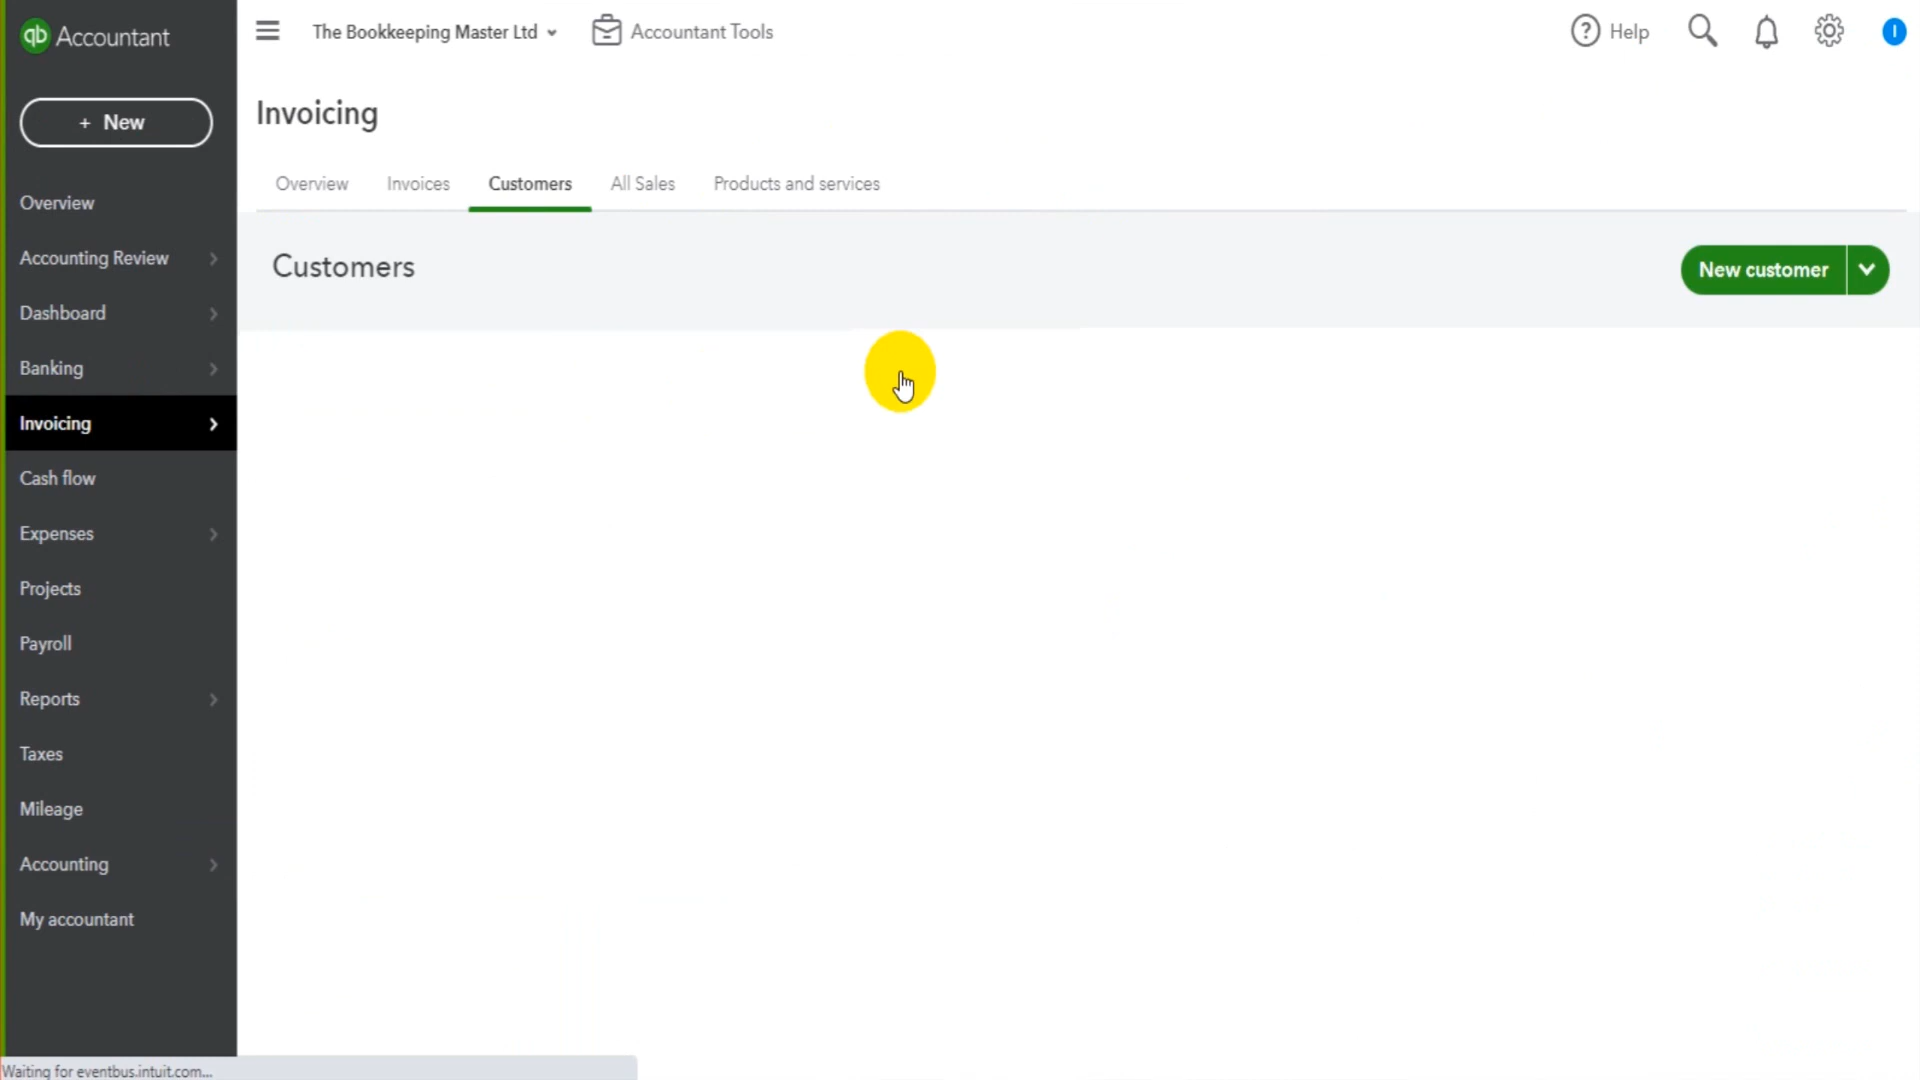 qb Accountant
The Bookkeeping Master Ltd
Accountant Tools
Help
I
+ New
Invoicing
Overview
Invoices
Customers
All Sales
Products and services
Customers
New customer
Overview
Accounting Review
Dashboard
Banking
Invoicing
Cash flow
Expenses
Projects
Payroll
Reports
Taxes
Mileage
Accounting
My accountant
Waiting for eventbus.intuit.com...